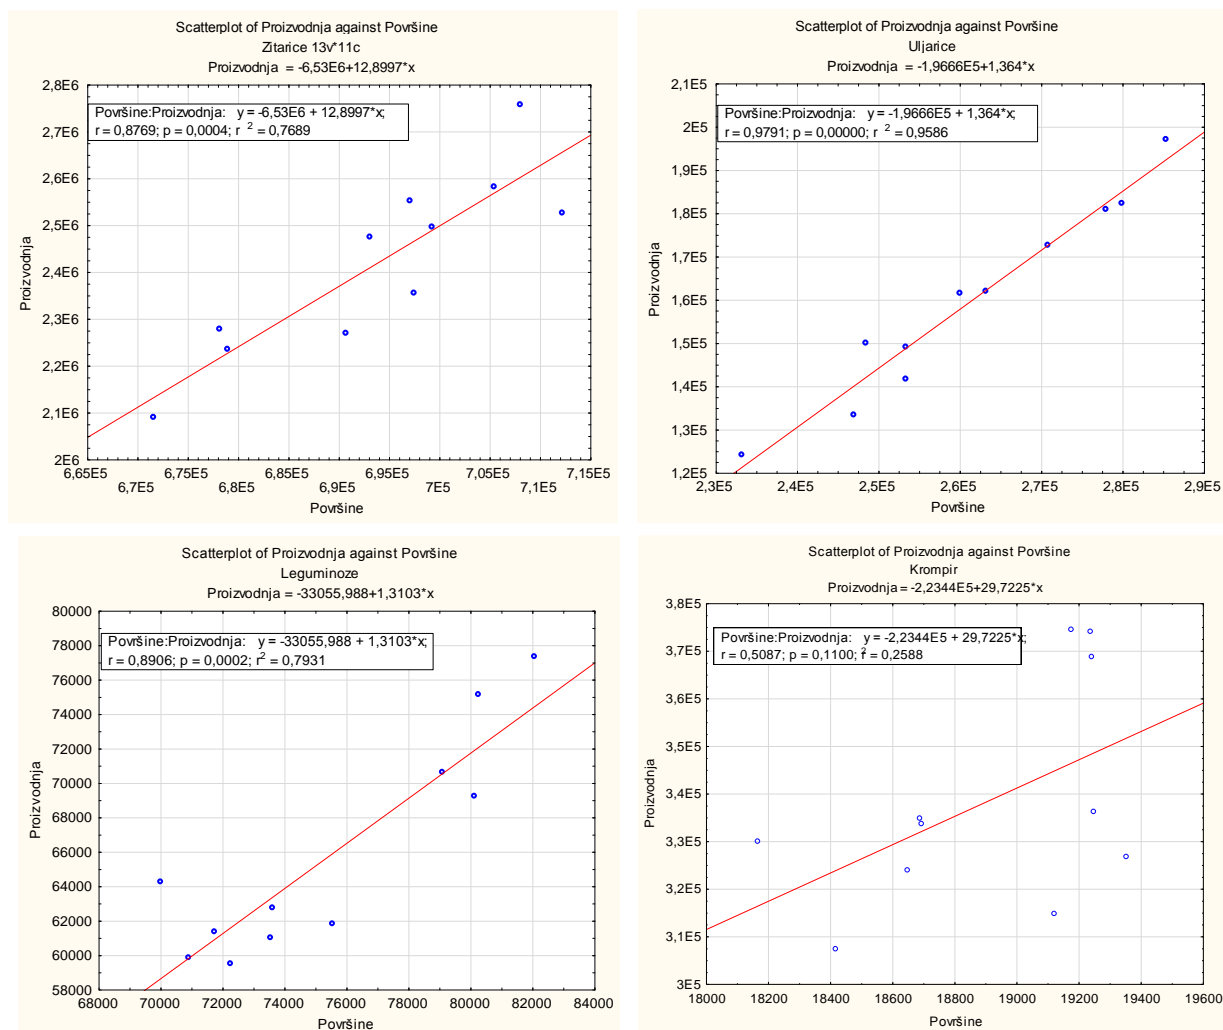 Scatterplot of Proizvodnja against Površine
Zitarice 13v*11c
Proizvodnja = -6,53E6+12,8997*x
Površine:Proizvodnja: y = -6,53E6 + 12,8997*x;
r = 0,8769; p = 0,0004; r² = 0,7689
2,8E6
2,7E6
2,6E6
2,5E6
2,4E6
2,3E6
2,2E6
2,1E6
2E6
Proizvodnja
6,65E5 6,75E5 6,85E5 6,95E5 7,05E5 7,15E5
6,7E5 6,8E5 6,9E5 7E5 7,1E5
Površine
Scatterplot of Proizvodnja against Površine
Uljarice
Proizvodnja = -1,9666E5+1,364*x
Površine:Proizvodnja: y = -1,9666E5 + 1,364*x;
r = 0,9791; p = 0,00000; r² = 0,9586
2,1E5
2E5
1,9E5
1,8E5
1,7E5
1,6E5
1,5E5
1,4E5
1,3E5
1,2E5
Proizvodnja
2,3E5 2,4E5 2,5E5 2,6E5 2,7E5 2,8E5 2,9E5
Površine
Scatterplot of Proizvodnja against Površine
Leguminoze
Proizvodnja = -33055,988+1,3103*x
Površine:Proizvodnja: y = -33055,988 + 1,3103*x;
r = 0,8906; p = 0,0002; r² = 0,7931
80000
78000
76000
74000
72000
70000
68000
66000
64000
62000
60000
58000
Proizvodnja
68000 70000 72000 74000 76000 78000 80000 82000 84000
Površine
Scatterplot of Proizvodnja against Površine
Krompir
Proizvodnja = -2,2344E5+29,7225*x
Površine:Proizvodnja: y = -2,2344E5 + 29,7225*x;
r = 0,5087; p = 0,1100; r² = 0,2588
3,8E5
3,7E5
3,6E5
3,5E5
3,4E5
3,3E5
3,2E5
3,1E5
3E5
Proizvodnja
18000 18200 18400 18600 18800 19000 19200 19400 19600
Površine